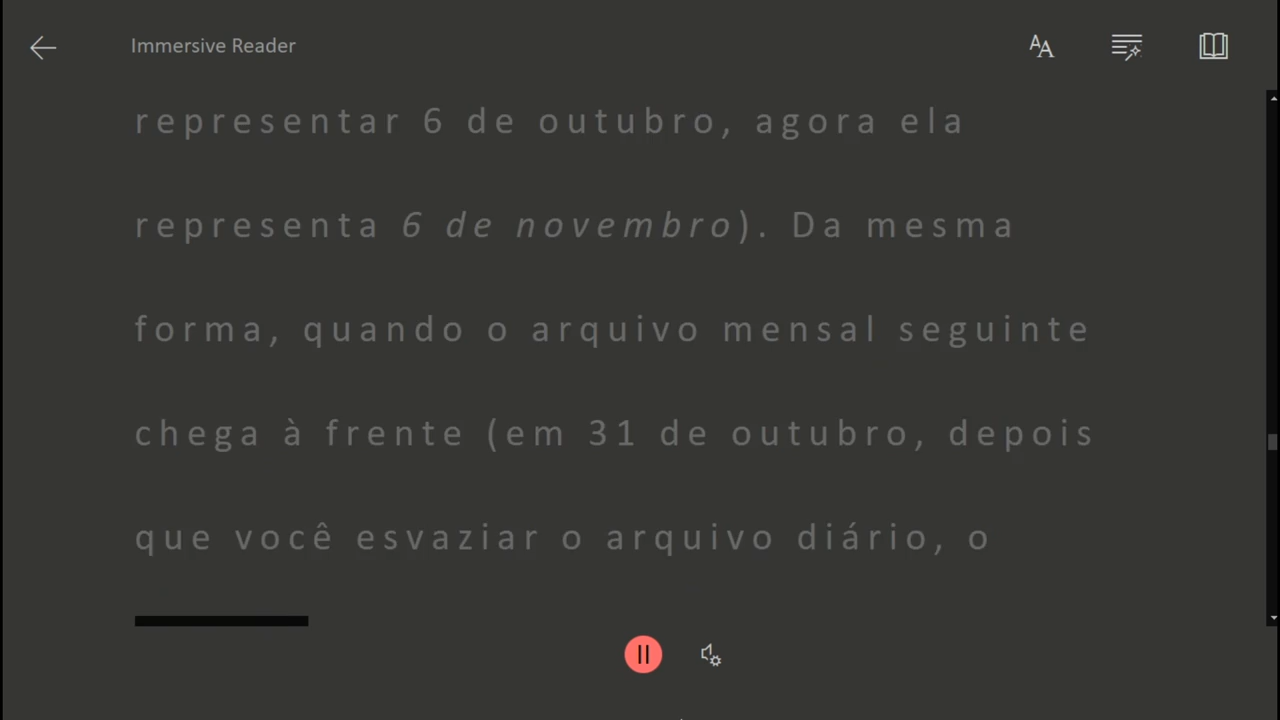 Immersive Reader
representar 6 de outubro, agora ela
representa 6 de novembro). Da mesma
forma, quando o arquivo mensal seguinte
chega à frente (em 31 de outubro, depois
que você esvaziar o arquivo diário, o